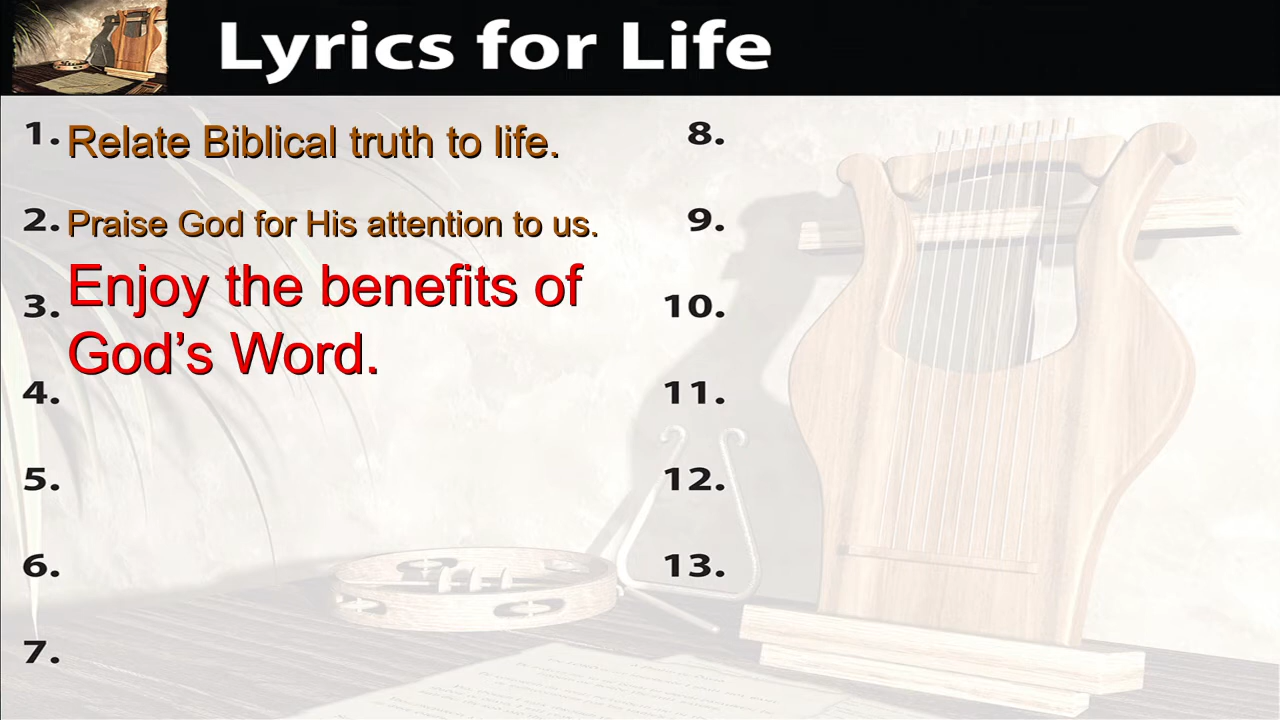 Lyrics for Life
1. Relate Biblical truth to life.
2. Praise God for His attention to us.
3. Enjoy the benefits of
God’s Word.
4.
5.
6.
7.
8.
9.
10.
11.
12.
13.